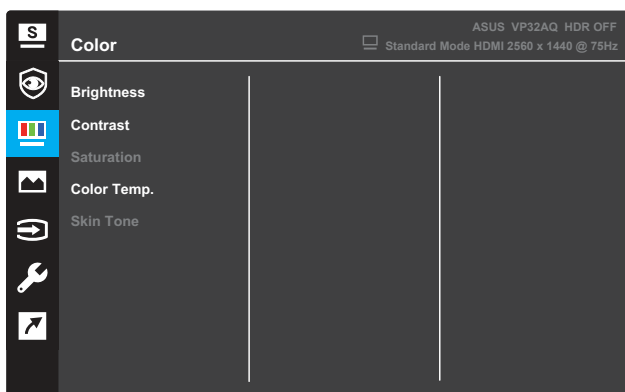 S
ASUS VP32AQ HDR OFF
Color
Standard Mode HDMI 2560 x 1440 @ 75Hz
Brightness
Contrast
Saturation
Color Temp.
Skin Tone